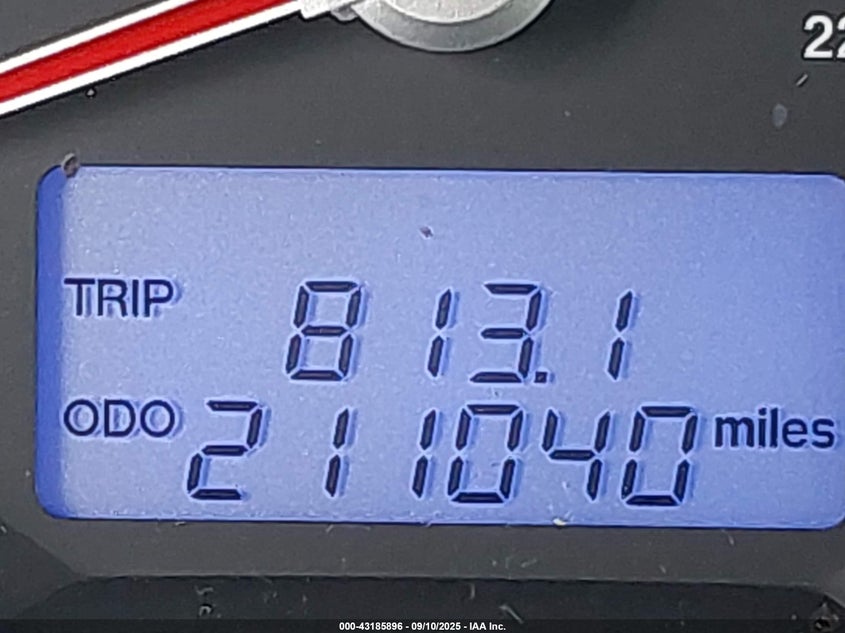 22
TRIP 813.1
ODO 211040 miles
000-43185896 - 09/10/2025 - IAA Inc.